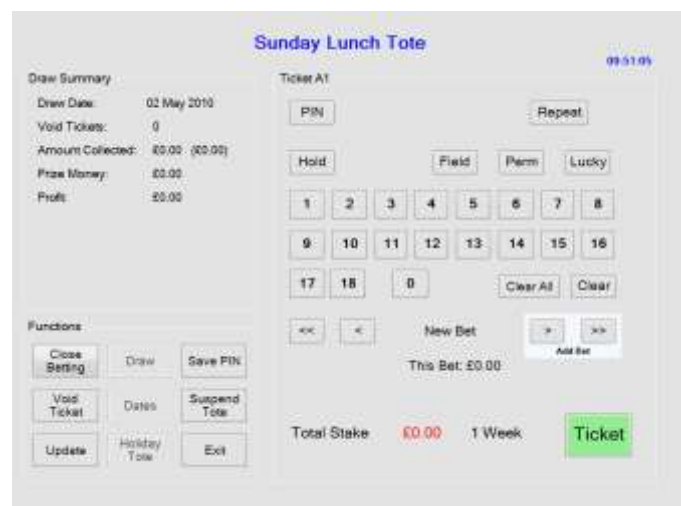 Sunday Lunch Tote
09:51:05
Draw Summary
Draw Date: 02 May 2010
Void Tickets: 0
Amount Collected: £0.00 (£0.00)
Prize Money: £0.00
Profit: £0.00
Functions
Close Betting Draw Save PIN
Void Ticket Dates Suspend Tote
Update Holiday Tote Exit
Ticket A1
PIN Repeat
Hold Field Perm Lucky
1 2 3 4 5 6 7 8
9 10 11 12 13 14 15 16
17 18 0 Clear All Clear
<< < New Bet > >>
Add Bet
This Bet: £0.00
Total Stake £0.00 1 Week Ticket